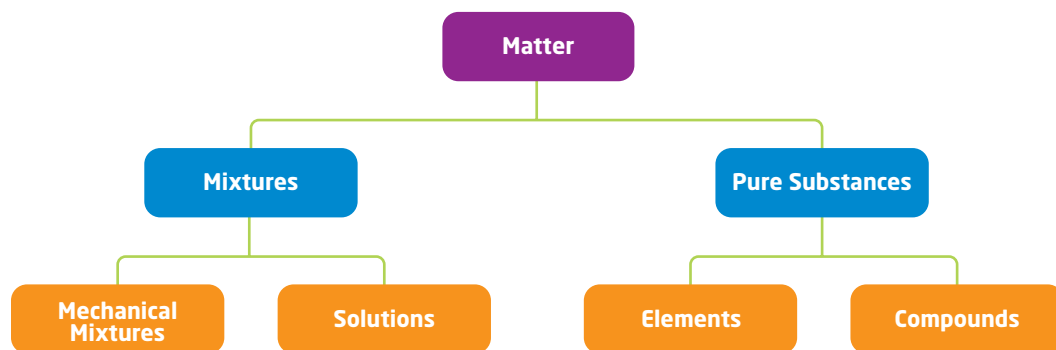 Matter
Mixtures
Pure Substances
Mechanical
Mixtures
Solutions
Elements
Compounds